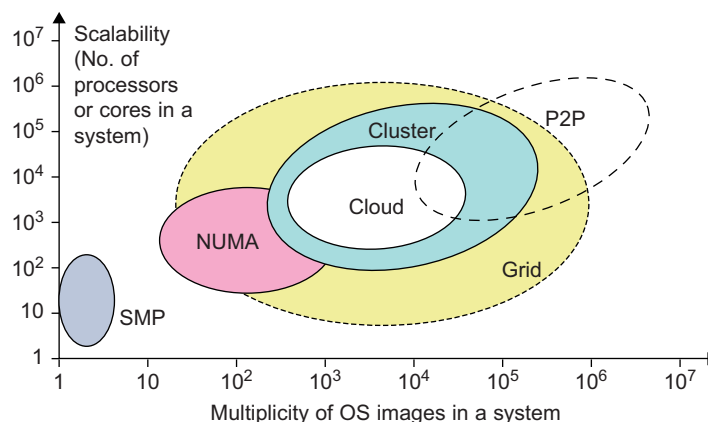 Scalability
(No. of
processors
or cores in a
system)
10⁷
10⁶
10⁵
10⁴
10³
10²
10
1
P2P
Cluster
Cloud
NUMA
Grid
SMP
1 10 10² 10³ 10⁴ 10⁵ 10⁶ 10⁷
Multiplicity of OS images in a system